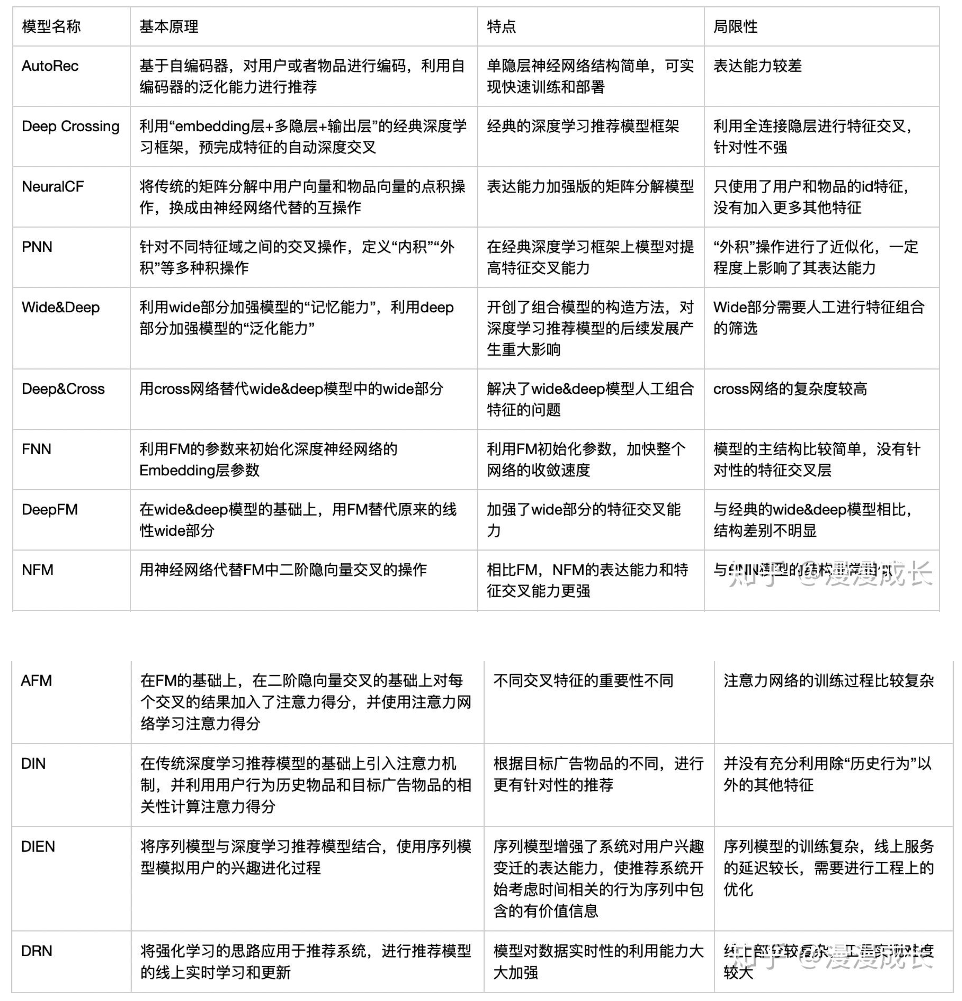 模型名称 基本原理 特点 局限性
AutoRec 基于自编码器，对用户或者物品进行编码，利用自 单隐层神经网络结构简单，可实 表达能力较差
编码器的泛化能力进行推荐 现快速训练和部署
Deep Crossing 利用“embedding层+多隐层+输出层”的经典深度学 经典的深度学习推荐模型框架 利用全连接隐层进行特征交叉，
习框架，预完成特征的自动深度交叉 针对性不强
NeuralCF 将传统的矩阵分解中用户向量和物品向量的点积操 表达能力加强版的矩阵分解模型 只使用了用户和物品的id特征，
作，换成由神经网络代替的互操作 没有加入更多其他特征
PNN 针对不同特征域之间的交叉操作，定义“内积”“外 在经典深度学习框架上模型对提 “外积”操作进行了近似化，一定
积”等多种积操作 高特征交叉能力 程度上影响了其表达能力
Wide&Deep 利用wide部分加强模型的“记忆能力”，利用deep 开创了组合模型的构造方法，对 Wide部分需要人工进行特征组合
部分加强模型的“泛化能力” 深度学习推荐模型的后续发展产 的筛选
生重大影响
Deep&Cross 用cross网络替代wide&deep模型中的wide部分 解决了wide&deep模型人工组合 cross网络的复杂度较高
特征的问题
FNN 利用FM的参数来初始化深度神经网络的 利用FM初始化参数，加快整个 模型的主结构比较简单，没有针
Embedding层参数 网络的收敛速度 对性的特征交叉层
DeepFM 在wide&deep模型的基础上，用FM替代原来的线 加强了wide部分的特征交叉能 与经典的wide&deep模型相比，
性wide部分 力 结构差别不明显
NFM 用神经网络代替FM中二阶隐向量交叉的操作 相比FM，NFM的表达能力和特 与PNN模型的结构非常相似
征交叉能力更强
知乎 @漫漫成长
AFM 在FM的基础上，在二阶隐向量交叉的基础上对每 不同交叉特征的重要性不同 注意力网络的训练过程比较复杂
个交叉的结果加入了注意力得分，并使用注意力网
络学习注意力得分
DIN 在传统深度学习推荐模型的基础上引入注意力机 根据目标广告物品的不同，进行 并没有充分利用除“历史行为”以
制，并利用用户行为历史物品和目标广告物品的相 更有针对性的推荐 外的其他特征
关性计算注意力得分
DIEN 将序列模型与深度学习推荐模型结合，使用序列模 序列模型增强了系统对用户兴趣 序列模型的训练复杂，线上服务
型模拟用户的兴趣进化过程 变迁的表达能力，使推荐系统开 的延迟较长，需要进行工程上的
始考虑时间相关的行为序列中包 优化
含的有价值信息
DRN 将强化学习的思路应用于推荐系统，进行推荐模型 模型对数据实时性的利用能力大 线上部分较复杂，工程实现难度
的线上实时学习和更新 大加强 较大
知乎 @漫漫成长